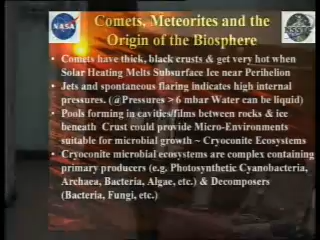 NASA
NSSTC
Comets, Meteorites and the
Origin of the Biosphere
• Comets have thick, black crusts & get very hot when
Solar Heating Melts Subsurface Ice near Perihelion
• Jets and spontaneous flaring indicates high internal
pressures. (@Pressures > 6 mbar Water can be liquid)
• Pools forming in cavities/films between rocks & ice
beneath Crust could provide Micro-Environments
suitable for microbial growth ~ Cryoconite Ecosystems
• Cryoconite microbial ecosystems are complex containing
primary producers (e.g. Photosynthetic Cyanobacteria,
Archaea, Bacteria, Algae, etc.) & Decomposers
(Bacteria, Fungi, etc.)